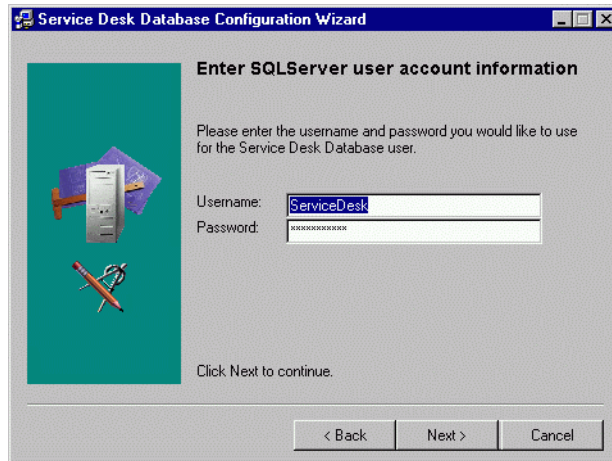 Service Desk Database Configuration Wizard
Enter SQLServer user account information
Please enter the username and password you would like to use
for the Service Desk Database user.
Username: ServiceDesk
Password: xxxxxxxxxxx
Click Next to continue.
< Back Next > Cancel